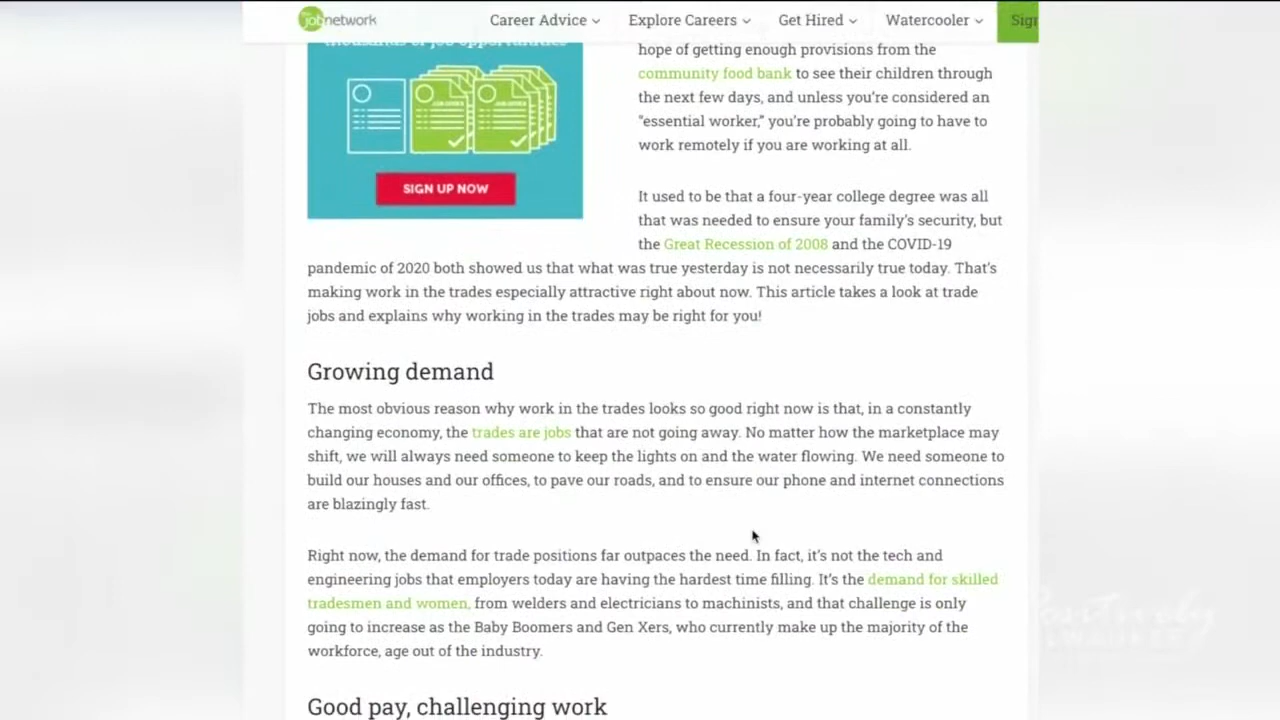 the
jobnetwork
Career Advice
Explore Careers
Get Hired
Watercooler
thousands of job opportunities
JOB OFFER
JOB OFFER
SIGN UP NOW
hope of getting enough provisions from the
community food bank to see their children through
the next few days, and unless you’re considered an
“essential worker,” you’re probably going to have to
work remotely if you are working at all.
It used to be that a four-year college degree was all
that was needed to ensure your family’s security, but
the Great Recession of 2008 and the COVID-19
pandemic of 2020 both showed us that what was true yesterday is not necessarily true today. That’s
making work in the trades especially attractive right about now. This article takes a look at trade
jobs and explains why working in the trades may be right for you!
Growing demand
The most obvious reason why work in the trades looks so good right now is that, in a constantly
changing economy, the trades are jobs that are not going away. No matter how the marketplace may
shift, we will always need someone to keep the lights on and the water flowing. We need someone to
build our houses and our offices, to pave our roads, and to ensure our phone and internet connections
are blazingly fast.
Right now, the demand for trade positions far outpaces the need. In fact, it’s not the tech and
engineering jobs that employers today are having the hardest time filling. It’s the demand for skilled
tradesmen and women, from welders and electricians to machinists, and that challenge is only
going to increase as the Baby Boomers and Gen Xers, who currently make up the majority of the
workforce, age out of the industry.
Good pay, challenging work
Positively